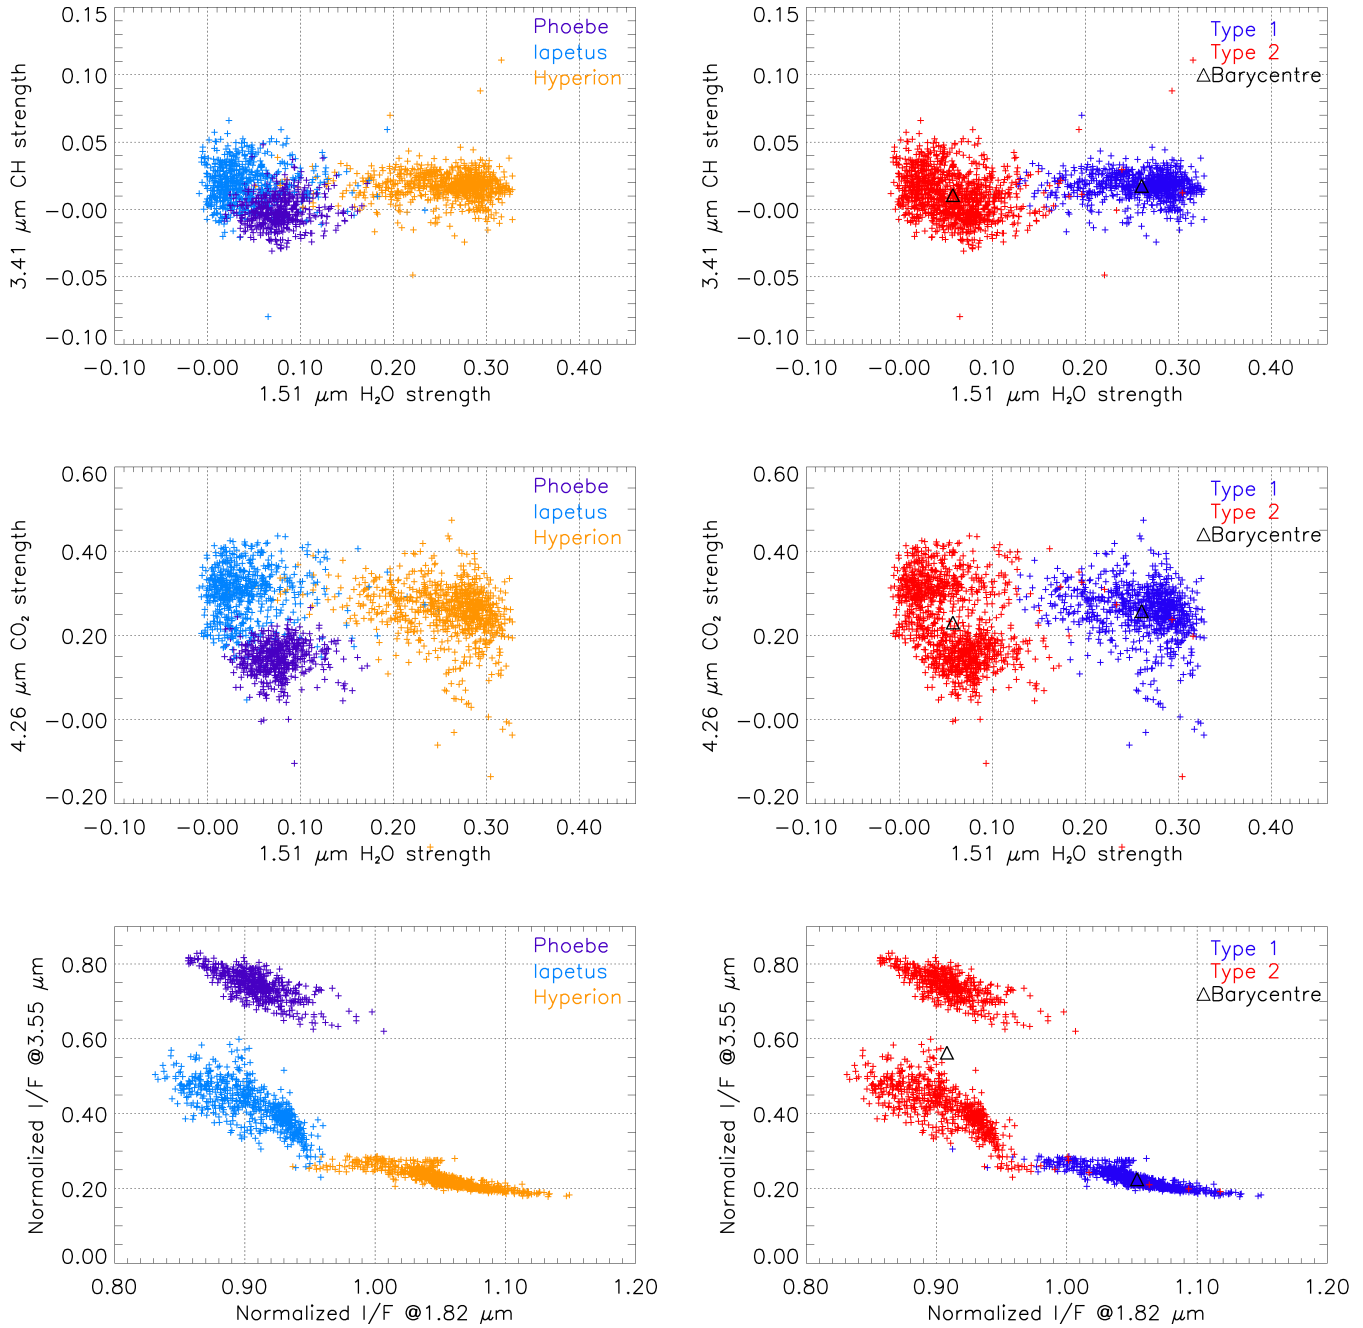 0.15
0.10
0.05
−0.00
−0.05
−0.10
3.41 μm CH strength
Phoebe
Iapetus
Hyperion
−0.10 −0.00 0.10 0.20 0.30 0.40
1.51 μm H₂O strength
0.15
0.10
0.05
−0.00
−0.05
−0.10
3.41 μm CH strength
Type 1
Type 2
△Barycentre
−0.10 −0.00 0.10 0.20 0.30 0.40
1.51 μm H₂O strength
0.60
0.40
0.20
−0.00
−0.20
4.26 μm CO₂ strength
Phoebe
Iapetus
Hyperion
−0.10 −0.00 0.10 0.20 0.30 0.40
1.51 μm H₂O strength
0.60
0.40
0.20
−0.00
−0.20
4.26 μm CO₂ strength
Type 1
Type 2
△Barycentre
−0.10 −0.00 0.10 0.20 0.30 0.40
1.51 μm H₂O strength
0.80
0.60
0.40
0.20
0.00
Normalized I/F @3.55 μm
Phoebe
Iapetus
Hyperion
0.80 0.90 1.00 1.10 1.20
Normalized I/F @1.82 μm
0.80
0.60
0.40
0.20
0.00
Normalized I/F @3.55 μm
Type 1
Type 2
△Barycentre
0.80 0.90 1.00 1.10 1.20
Normalized I/F @1.82 μm